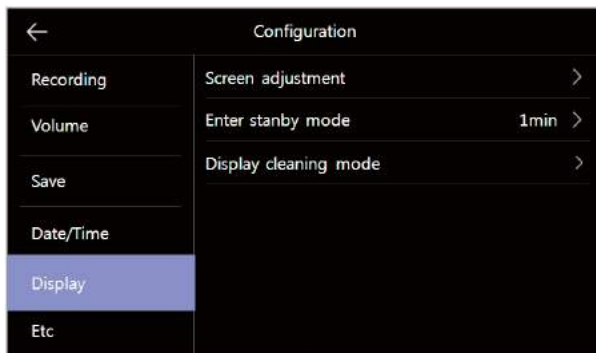 Configuration
Recording
Volume
Save
Date/Time
Display
Etc
Screen adjustment
Enter stanby mode 1min
Display cleaning mode